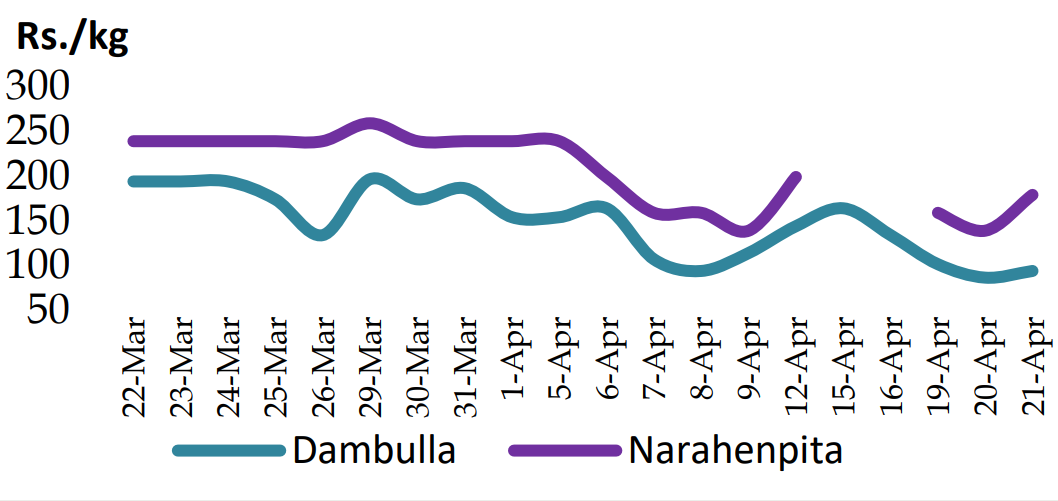 Rs./kg
300
250
200
150
100
50
22-Mar
23-Mar
24-Mar
25-Mar
26-Mar
29-Mar
30-Mar
31-Mar
1-Apr
5-Apr
6-Apr
7-Apr
8-Apr
9-Apr
12-Apr
15-Apr
16-Apr
19-Apr
20-Apr
21-Apr
Dambulla Narahenpita